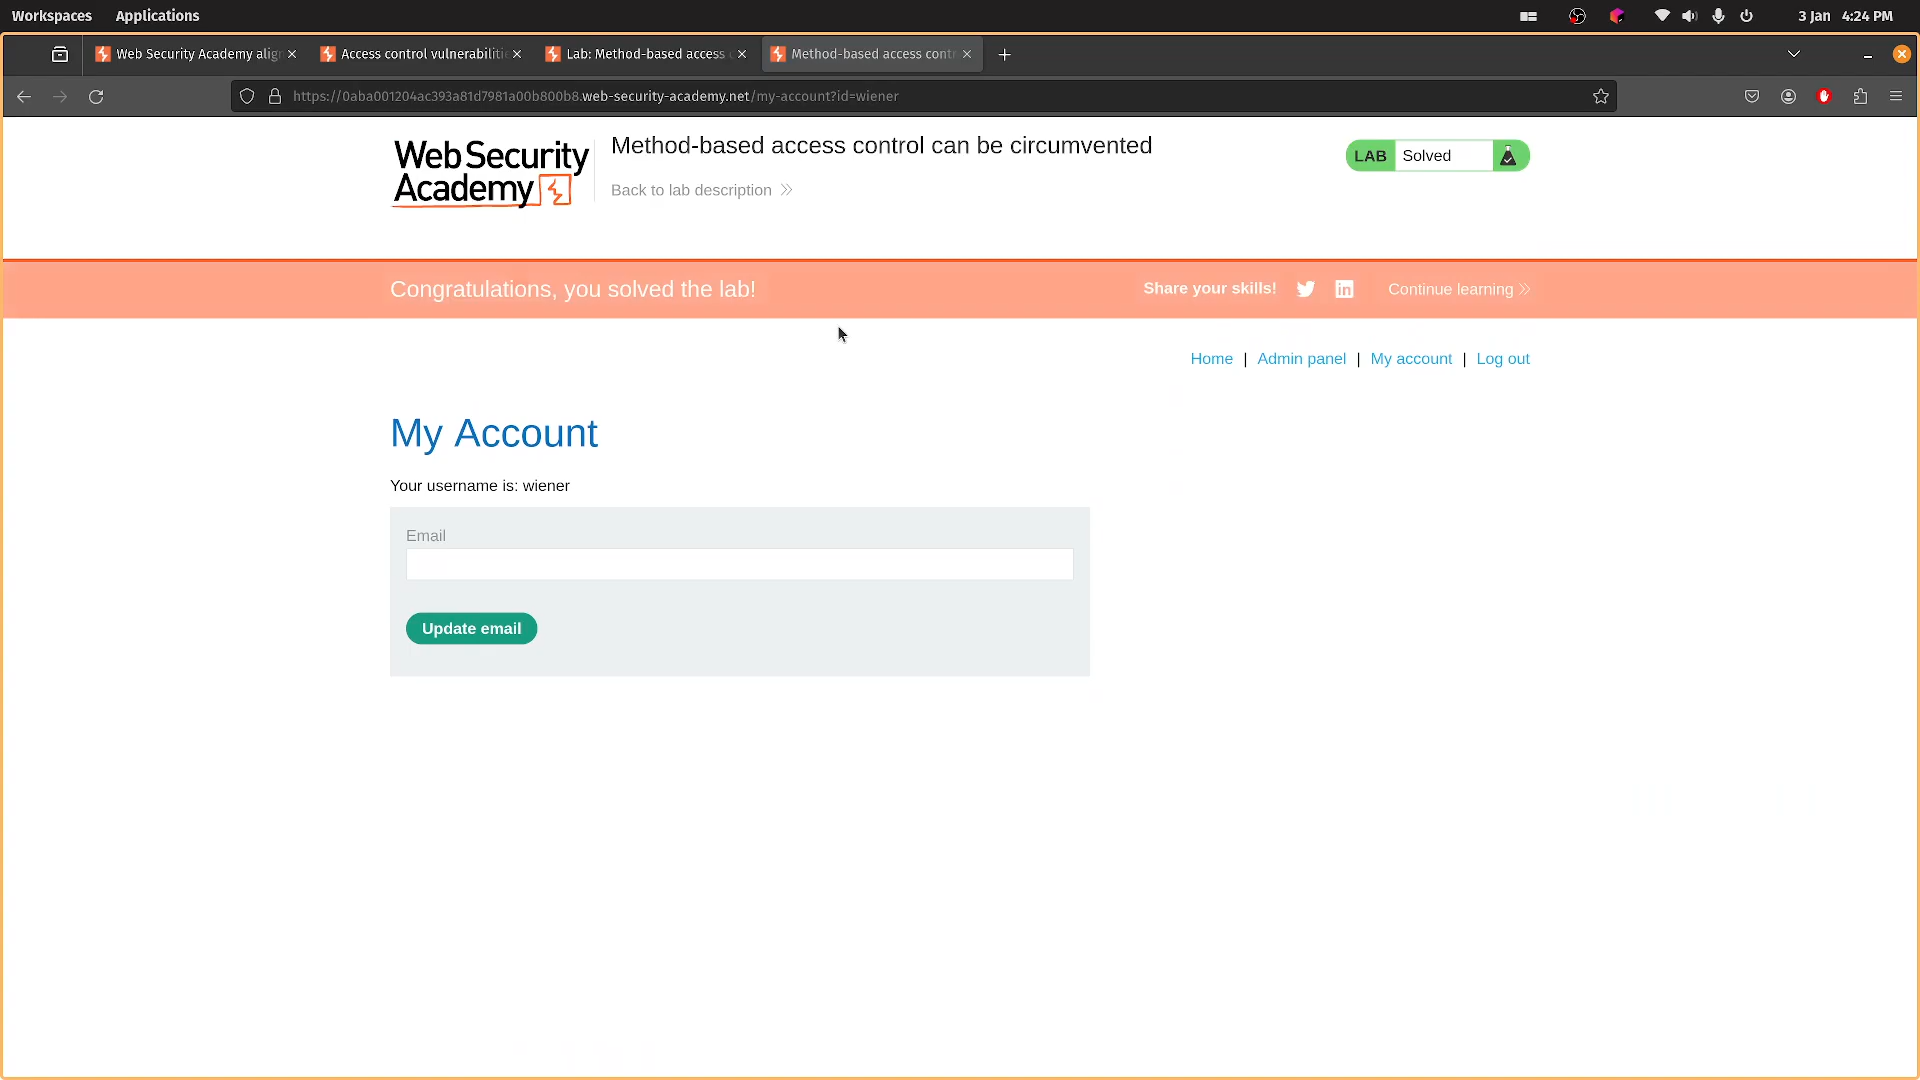 Workspaces Applications 3 Jan 4:24 PM
Web Security Academy alig Access control vulnerabiliti Lab: Method-based access Method-based access cont
https://0aba001204ac393a81d7981a00b800b8.web-security-academy.net/my-account?id=wiener
Web Security
Academy
Method-based access control can be circumvented
Back to lab description
LAB Solved
Congratulations, you solved the lab!
Share your skills!
Continue learning
Home | Admin panel | My account | Log out
My Account
Your username is: wiener
Email
Update email